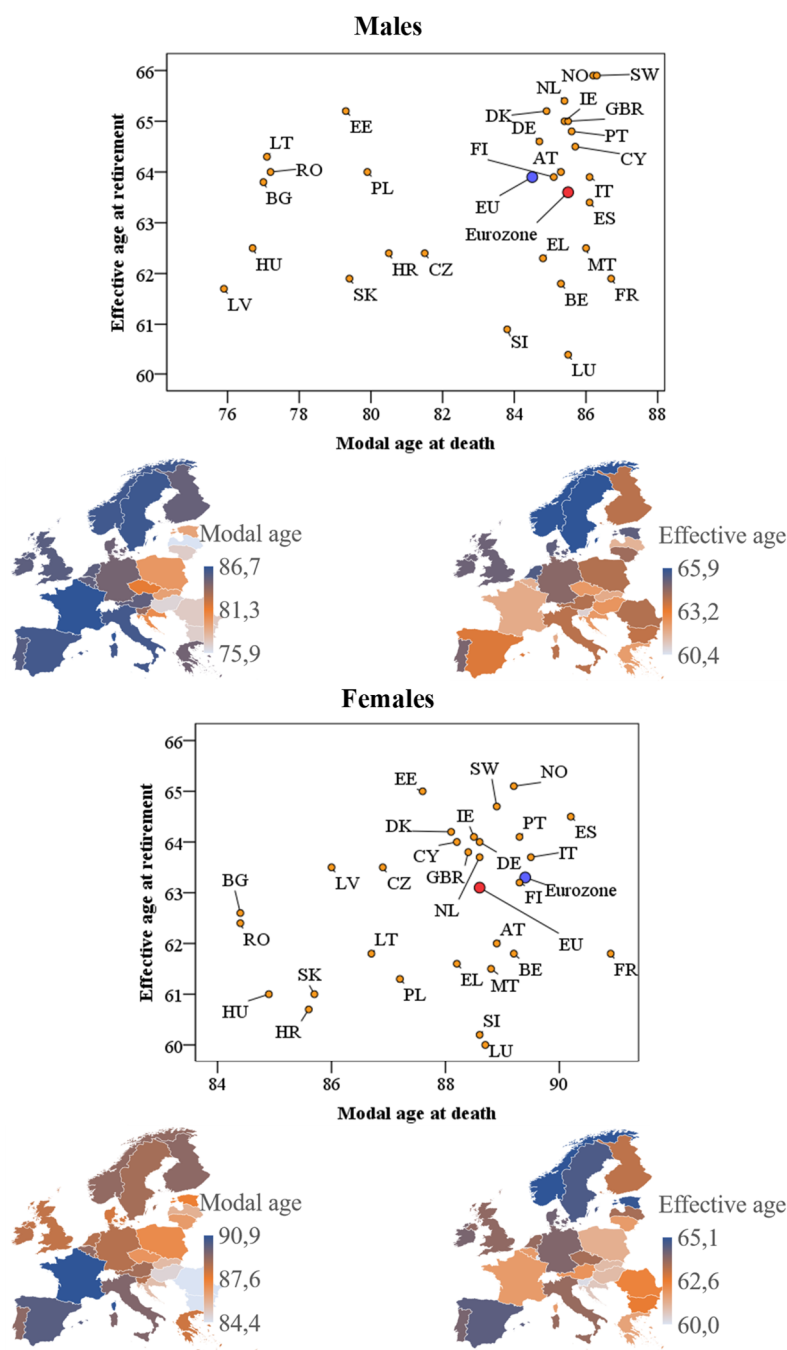 Males
Effective age at retirement
66
65
64
63
62
61
60
NO SW
NL
IE
DK GBR
EE
DE PT
LT FI AT CY
RO
BG PL IT
EU
ES
Eurozone
HU EL MT
HR CZ
LV SK BE FR
SI
LU
76 78 80 82 84 86 88
Modal age at death
Modal age
86,7
81,3
75,9
Effective age
65,9
63,2
60,4
Females
Effective age at retirement
66
65
64
63
62
61
60
SW NO
EE
IE PT
DK ES
CY DE IT
GBR
LV CZ
BG NL FI Eurozone
RO LT AT EU
SK EL MT BE FR
PL
HU
HR SI
LU
84 86 88 90
Modal age at death
Modal age
90,9
87,6
84,4
Effective age
65,1
62,6
60,0